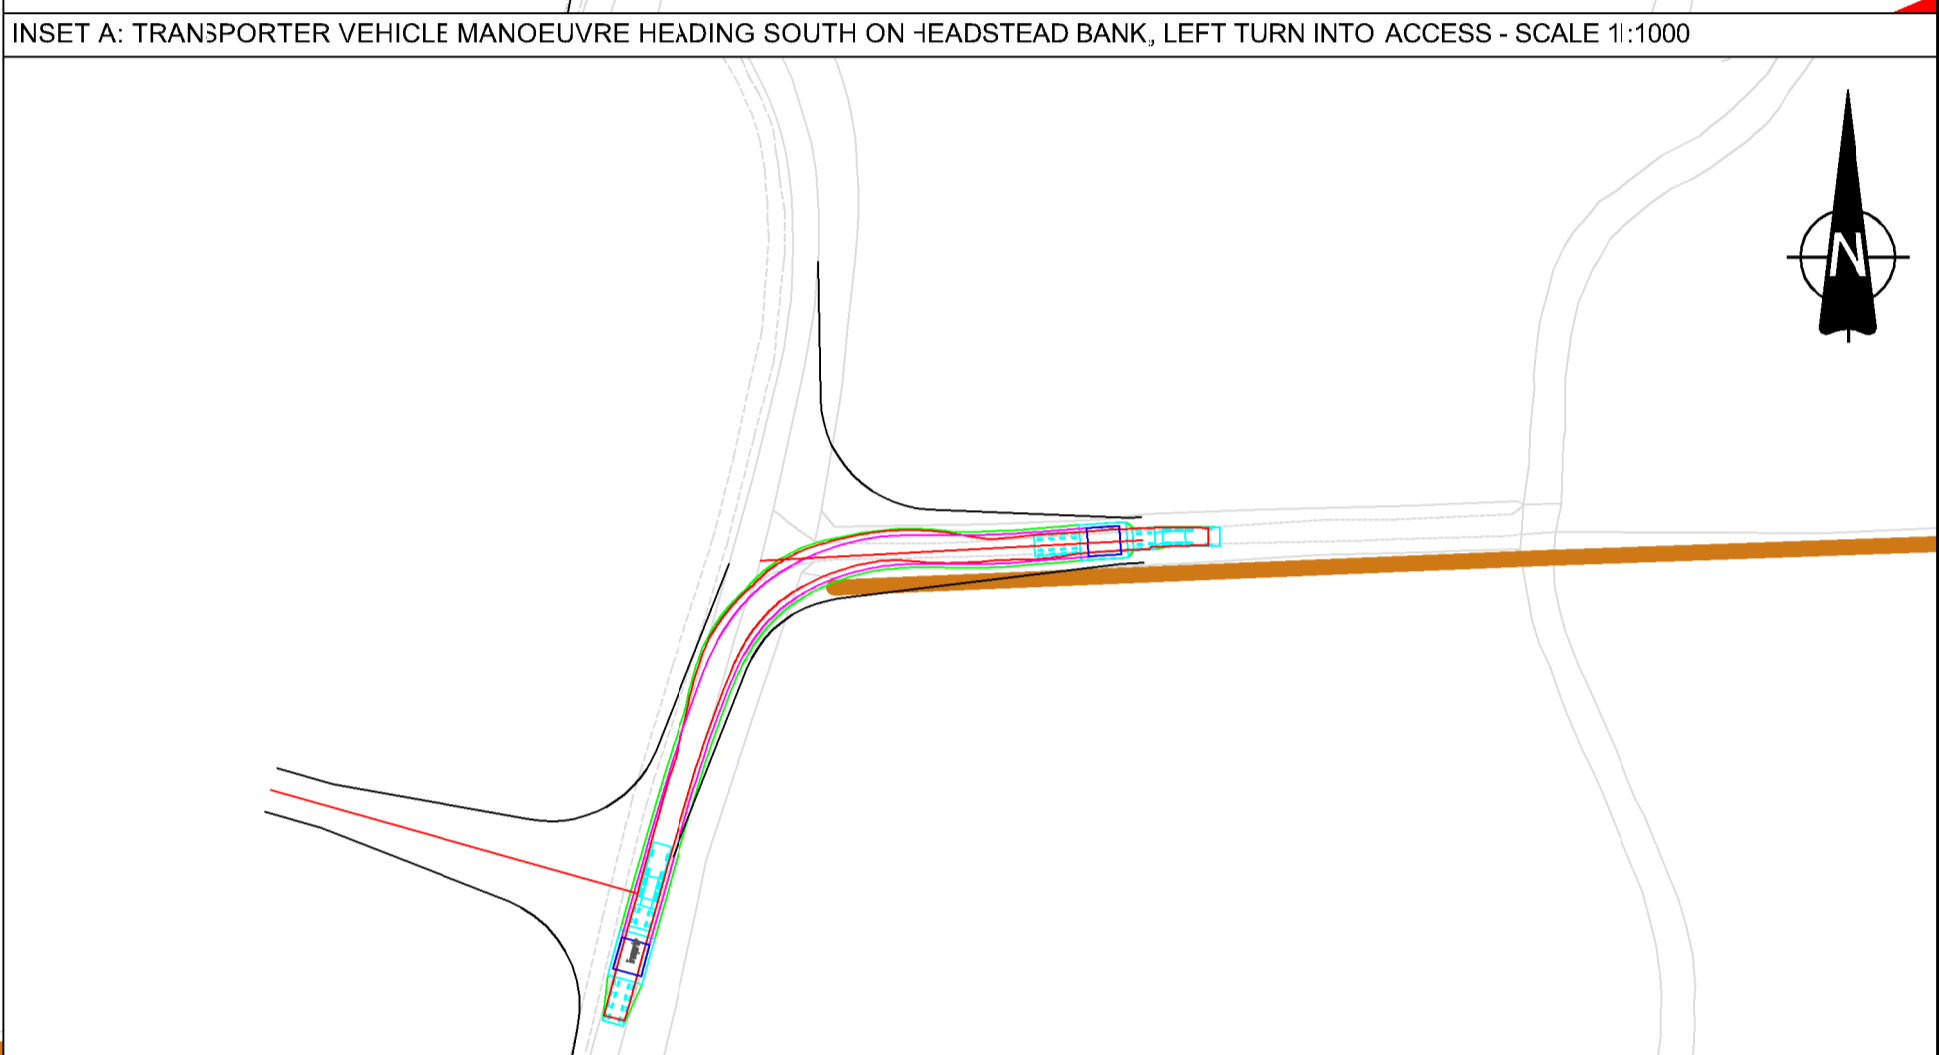 INSET A: TRANSPORTER VEHICLE MANOEUVRE HEADING SOUTH ON HEADSTEAD BANK, LEFT TURN INTO ACCESS - SCALE 1:1000
N